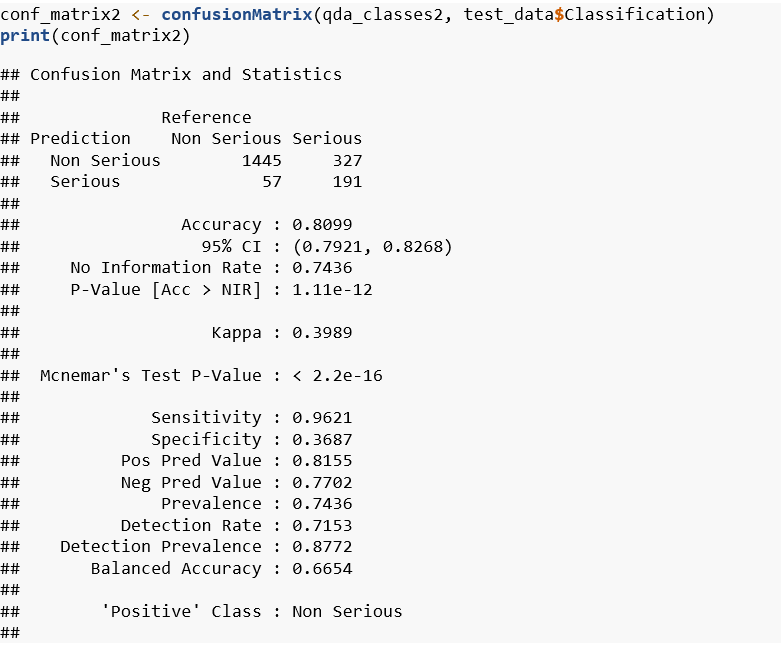 conf_matrix2 <- confusionMatrix(qda_classes2, test_data$Classification)
print(conf_matrix2)
## Confusion Matrix and Statistics
##
##               Reference
## Prediction    Non Serious Serious
##   Non Serious        1445     327
##   Serious              57     191
##
##                Accuracy : 0.8099
##                  95% CI : (0.7921, 0.8268)
##     No Information Rate : 0.7436
##     P-Value [Acc > NIR] : 1.11e-12
##
##                   Kappa : 0.3989
##
##  Mcnemar's Test P-Value : < 2.2e-16
##
##             Sensitivity : 0.9621
##             Specificity : 0.3687
##          Pos Pred Value : 0.8155
##          Neg Pred Value : 0.7702
##              Prevalence : 0.7436
##          Detection Rate : 0.7153
##    Detection Prevalence : 0.8772
##       Balanced Accuracy : 0.6654
##
##        'Positive' Class : Non Serious
##